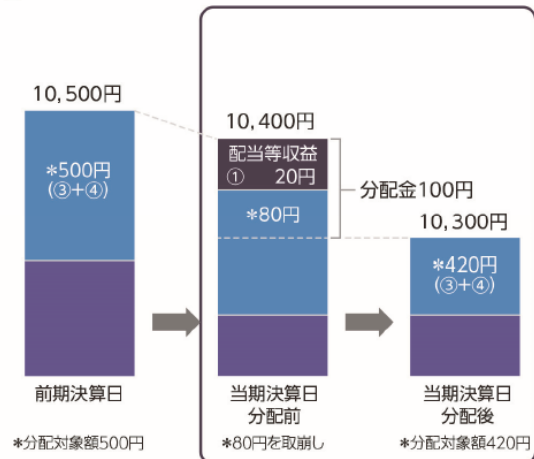 10,500円
*500円
(③+④)
前期決算日
*分配対象額500円
10,400円
配当等収益
① 20円
*80円
分配金100円
当期決算日
分配前
*80円を取崩し
10,300円
*420円
(③+④)
当期決算日
分配後
*分配対象額420円